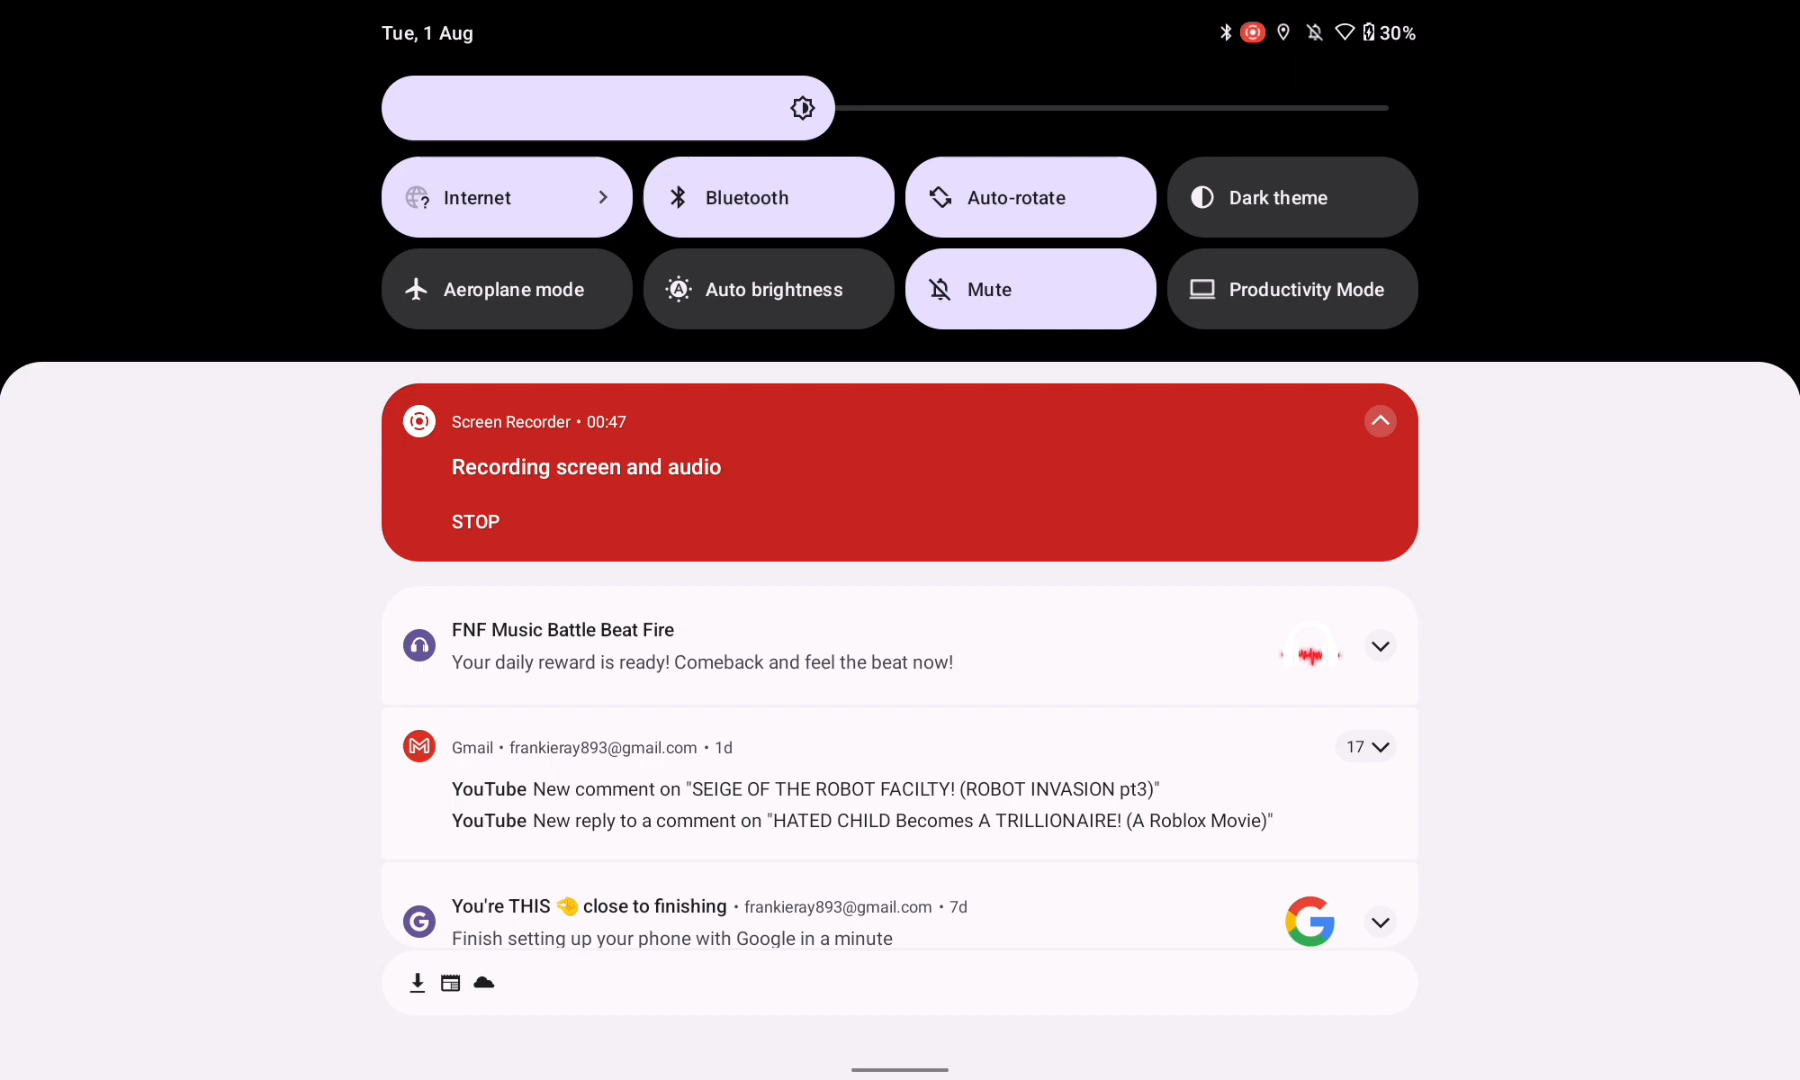 Tue, 1 Aug
30%
Internet
Bluetooth
Auto-rotate
Dark theme
Aeroplane mode
Auto brightness
Mute
Productivity Mode
Screen Recorder • 00:47
Recording screen and audio
STOP
FNF Music Battle Beat Fire
Your daily reward is ready! Comeback and feel the beat now!
Gmail • frankieray893@gmail.com • 1d
17
YouTube New comment on "SEIGE OF THE ROBOT FACILTY! (ROBOT INVASION pt3)"
YouTube New reply to a comment on "HATED CHILD Becomes A TRILLIONAIRE! (A Roblox Movie)"
You're THIS 🤏 close to finishing • frankieray893@gmail.com • 7d
Finish setting up your phone with Google in a minute